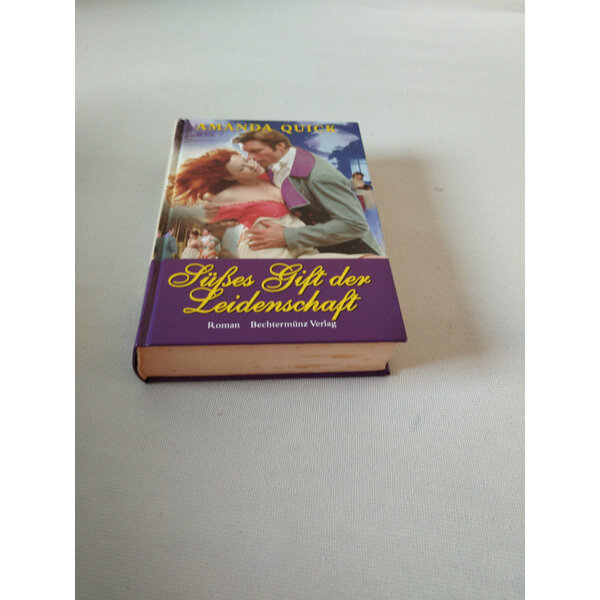 AMANDA QUICK
Süßes Gift der
Leidenschaft
Roman Bechtermünz Verlag